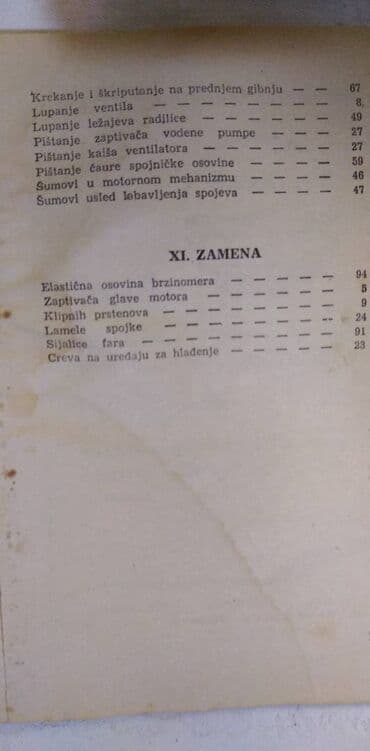 Krekanje i škriputanje na prednjem gibnju — — 67
Lupanje ventila — — — — — — — — 8.
Lupanje ležajeva radilice — — — — — — 49
Pištanje zaptivača vodene pumpe — — — — 27
Pištanje kaiša ventilatora — — — — — — 27
Pištanje čaure spojničke osovine — — — — 59
Šumovi u motornom mehanizmu — — — — 46
Šumovi usled labavljenja spojeva — — — — 47
XI. ZAMENA
Elastična osovina brzinomera — — — — — 94
Zaptivača glave motora — — — — — — 5
Klipnih prstenova — — — — — — — 9
Lamele spojke — — — — — — — — 24
Sijalice fara — — — — — — — — 91
Creva na uređaju za hlađenje — — — — — 23